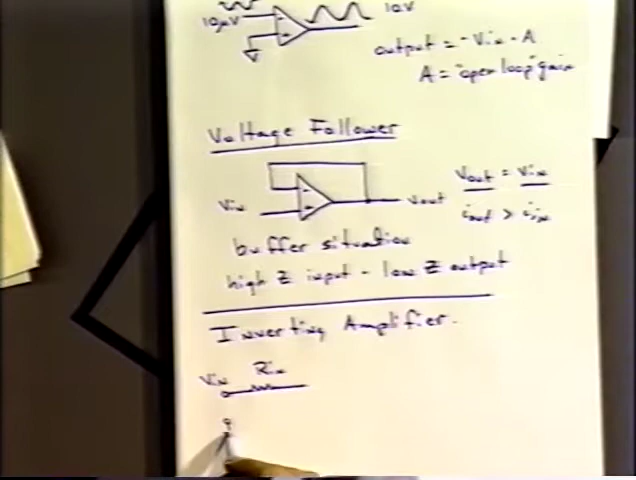 10µV 10V
output = -Vin · A
A = "open loop" gain
Voltage Follower
Vin - + Vout
Vout = Vin
iout > iin
buffer situation
high Z input - low Z output
Inverting Amplifier.
Vin Rin